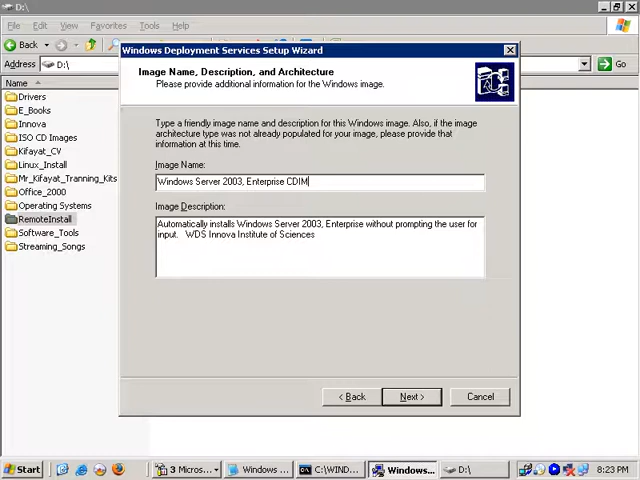 D:\
File Edit View Favorites Tools Help
Back
Address D:\ Go
Name
Drivers
E_Books
Innova
ISO CD Images
Kifayat_CV
Linux_Install
Mr_Kifayat_Tranning_Kits
Office_2000
Operating Systems
RemoteInstall
Software_Tools
Streaming_Songs
Windows Deployment Services Setup Wizard
Image Name, Description, and Architecture
Please provide additional information for the Windows image.
Type a friendly image name and description for this Windows image. Also, if the image
architecture type was not already populated for your image, please provide that
information at this time.
Image Name:
Windows Server 2003, Enterprise CDIM
Image Description:
Automatically installs Windows Server 2003, Enterprise without prompting the user for
input. WDS Innova Institute of Sciences
< Back Next > Cancel
Start 3 Micros... Windows ... C:\WIND... Windows... D:\ 8:23 PM